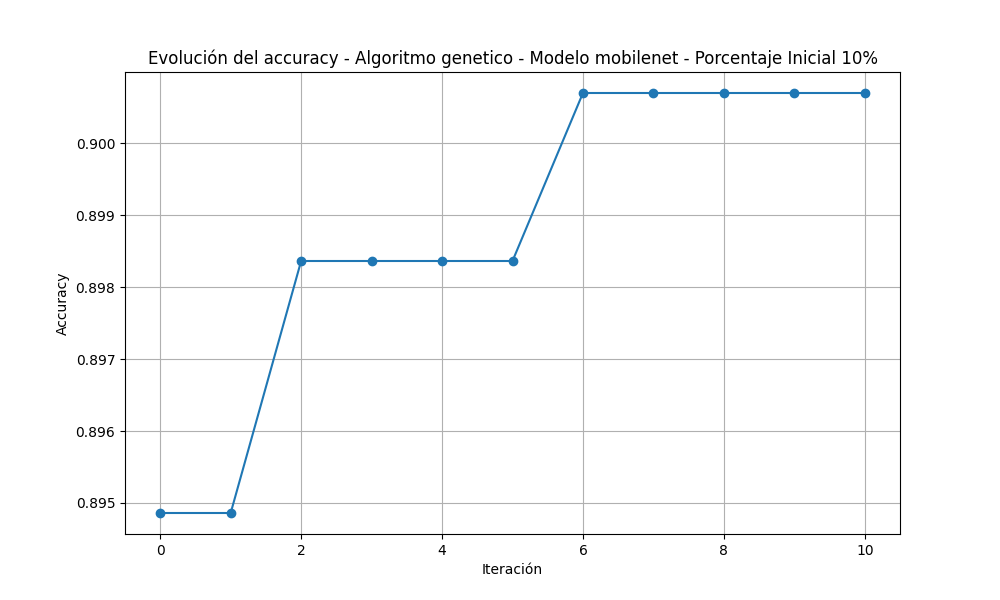 Evolución del accuracy - Algoritmo genetico - Modelo mobilenet - Porcentaje Inicial 10%
0.900
0.899
0.898
0.897
0.896
0.895
Accuracy
0 2 4 6 8 10
Iteración